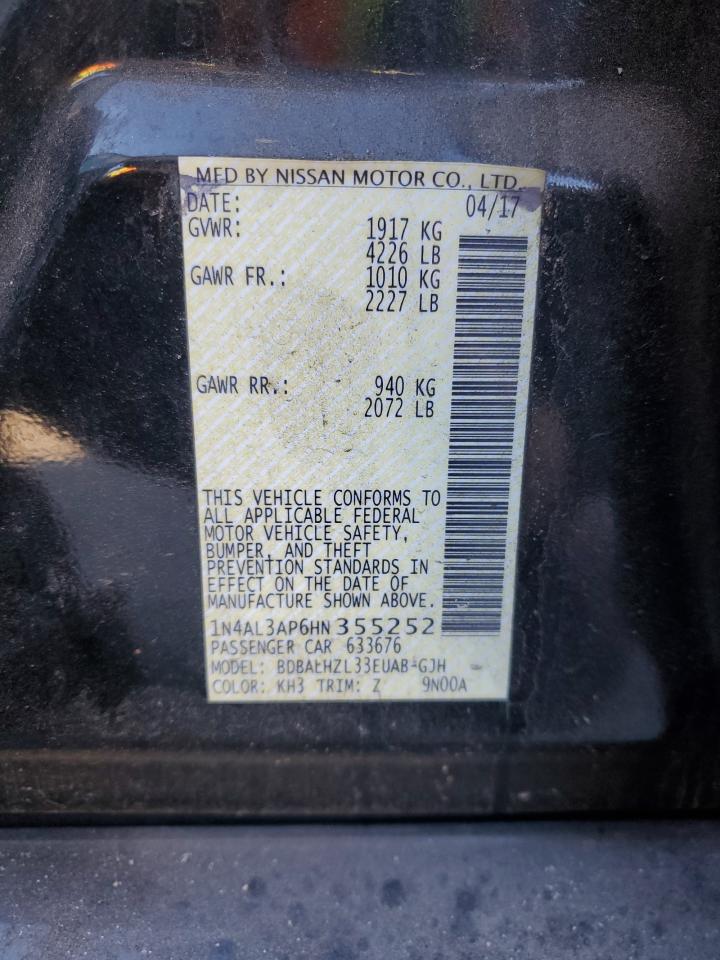 MFD BY NISSAN MOTOR CO., LTD.
DATE: 04/17
GVWR: 1917 KG
4226 LB
GAWR FR.: 1010 KG
2227 LB
GAWR RR.: 940 KG
2072 LB
THIS VEHICLE CONFORMS TO
ALL APPLICABLE FEDERAL
MOTOR VEHICLE SAFETY,
BUMPER, AND THEFT
PREVENTION STANDARDS IN
EFFECT ON THE DATE OF
MANUFACTURE SHOWN ABOVE.
1N4AL3AP6HN355252
PASSENGER CAR 633676
MODEL: BDBALHZL33EUAB-GJH
COLOR: KH3 TRIM: Z 9N00A